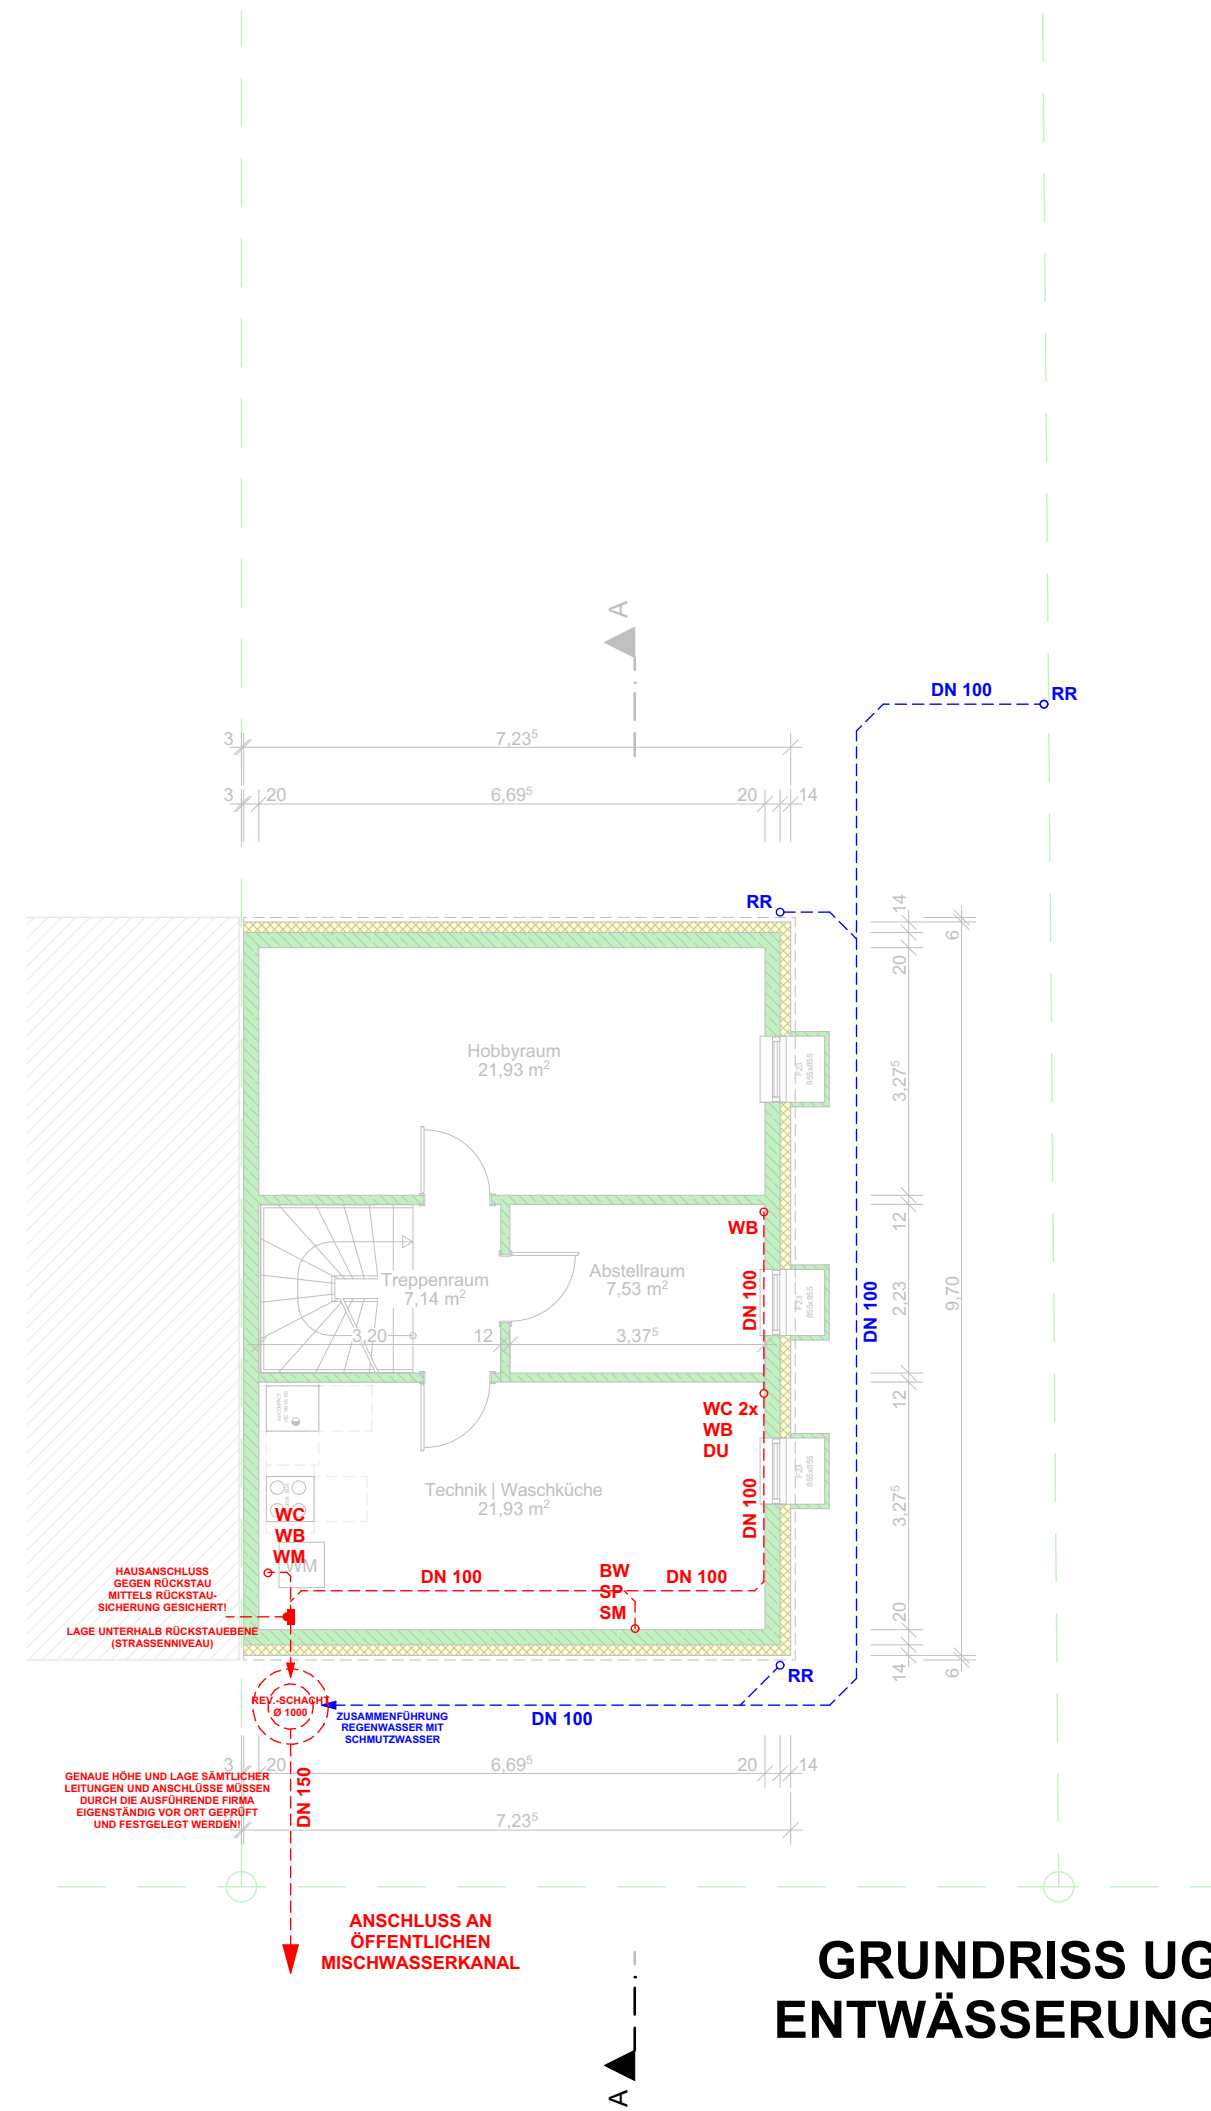 A
DN 100
RR
3
7,23⁵
3
20
6,69⁵
20
14
RR
14
6
20
Hobbyraum
21,93 m²
F23
855x855
3,27⁵
WB
12
Treppenraum
7,14 m²
Abstellraum
7,53 m²
DN 100
F23
855x855
DN 100
2,23
9,70
3,20
12
3,37⁵
12
WC 2x
WB
DU
F23
855x855
Technik | Waschküche
21,93 m²
DN 100
3,27⁵
WC
WB
WM
WM
HAUSANSCHLUSS
GEGEN RÜCKSTAU
MITTELS RÜCKSTAU-
SICHERUNG GESICHERT!
LAGE UNTERHALB RÜCKSTAUEBENE
(STRASSENNIVEAU)
DN 100
BW
SP
SM
DN 100
20
14
6
RR
REV.-SCHACHT
Ø 1000
ZUSAMMENFÜHRUNG
REGENWASSER MIT
SCHMUTZWASSER
DN 100
3
20
6,69⁵
20
14
GENAUE HÖHE UND LAGE SÄMTLICHER
LEITUNGEN UND ANSCHLÜSSE MÜSSEN
DURCH DIE AUSFÜHRENDE FIRMA
EIGENSTÄNDIG VOR ORT GEPRÜFT
UND FESTGELEGT WERDEN!
DN 150
7,23⁵
ANSCHLUSS AN
ÖFFENTLICHEN
MISCHWASSERKANAL
GRUNDRISS UG
ENTWÄSSERUNG
A